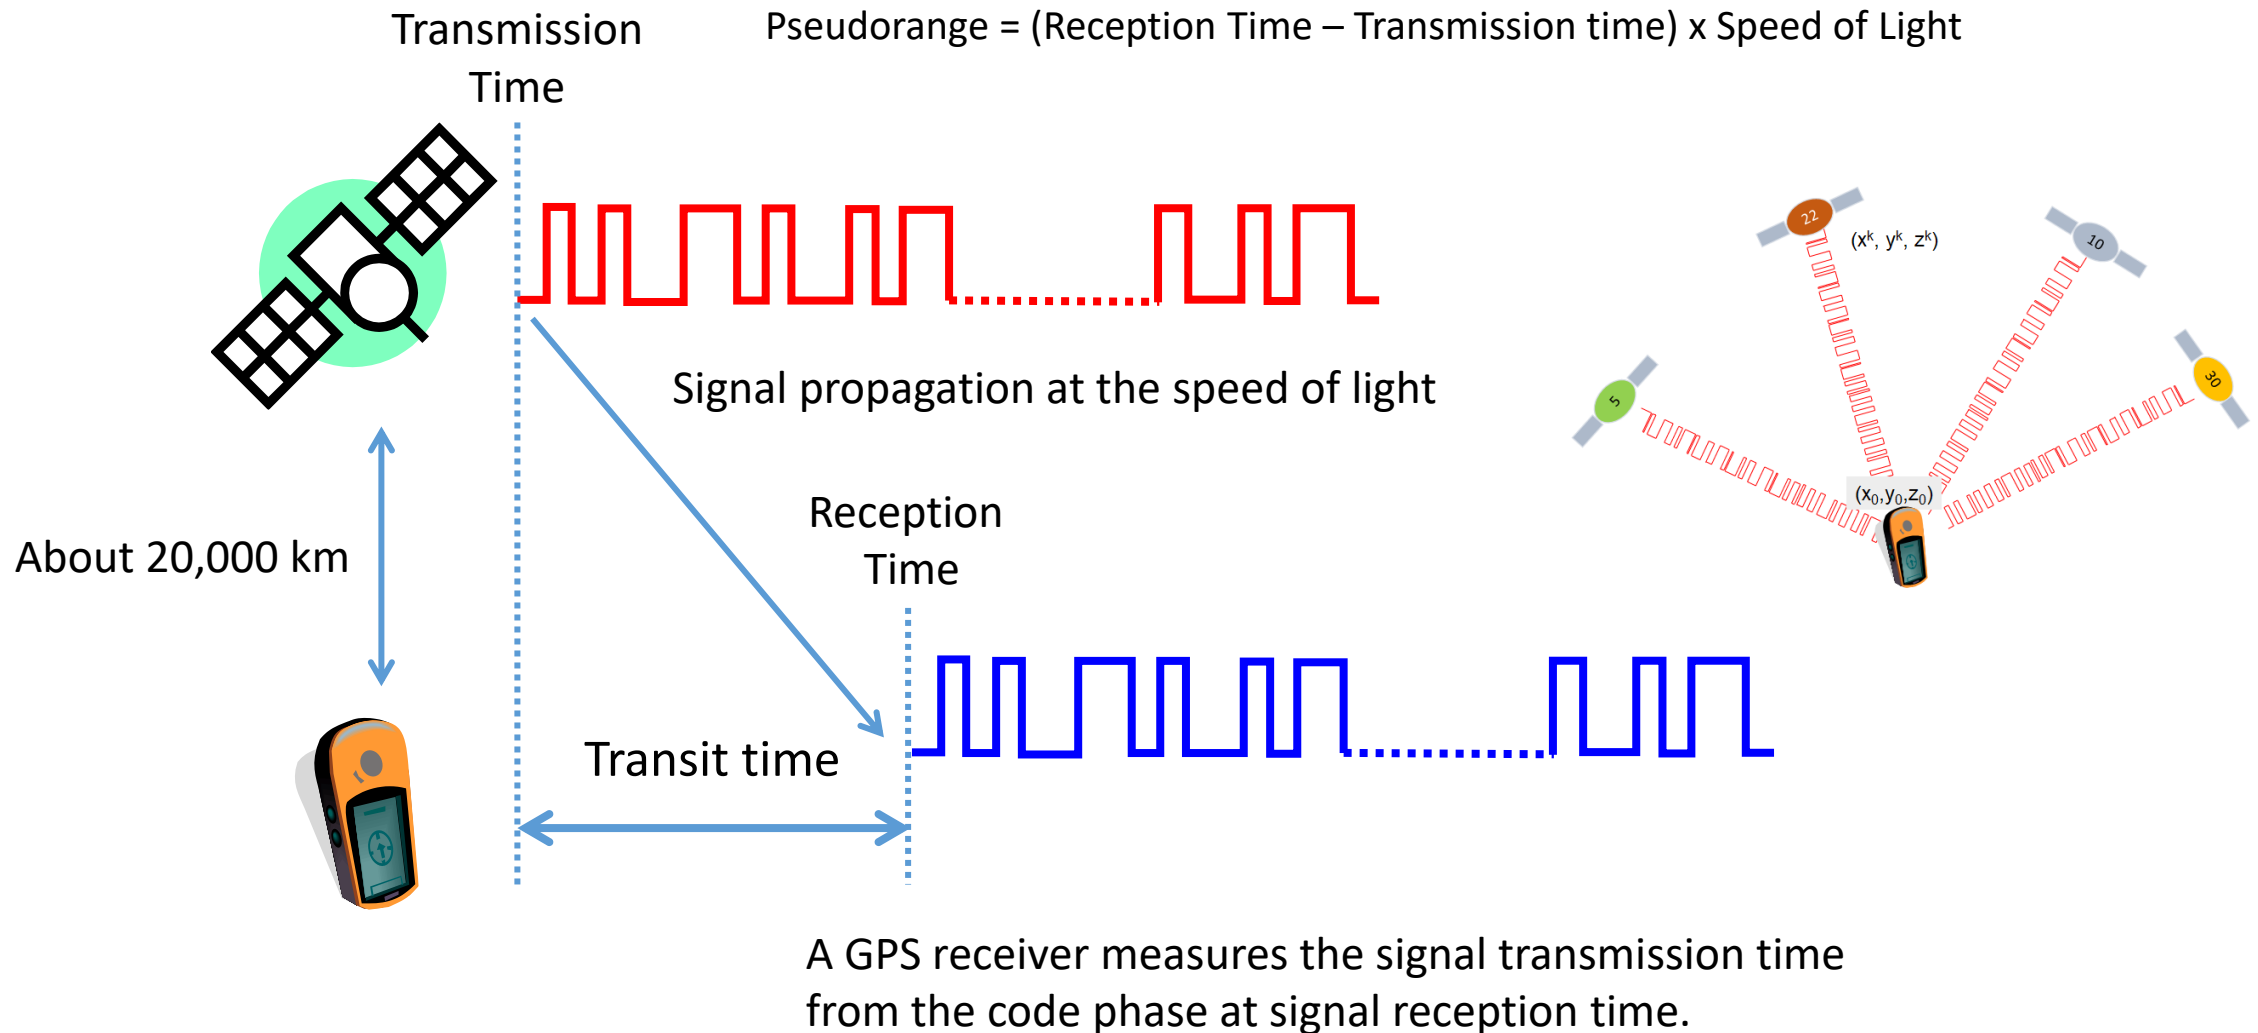 Transmission
Time
Pseudorange = (Reception Time – Transmission time) x Speed of Light
Signal propagation at the speed of light
About 20,000 km
Reception
Time
Transit time
22
(xᵏ, yᵏ, zᵏ)
10
5
30
(x₀,y₀,z₀)
A GPS receiver measures the signal transmission time
from the code phase at signal reception time.